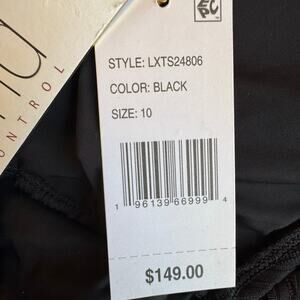 STYLE: LXTS24806
COLOR: BLACK
SIZE: 10
1 96139 66999 4
$149.00
CONTROL